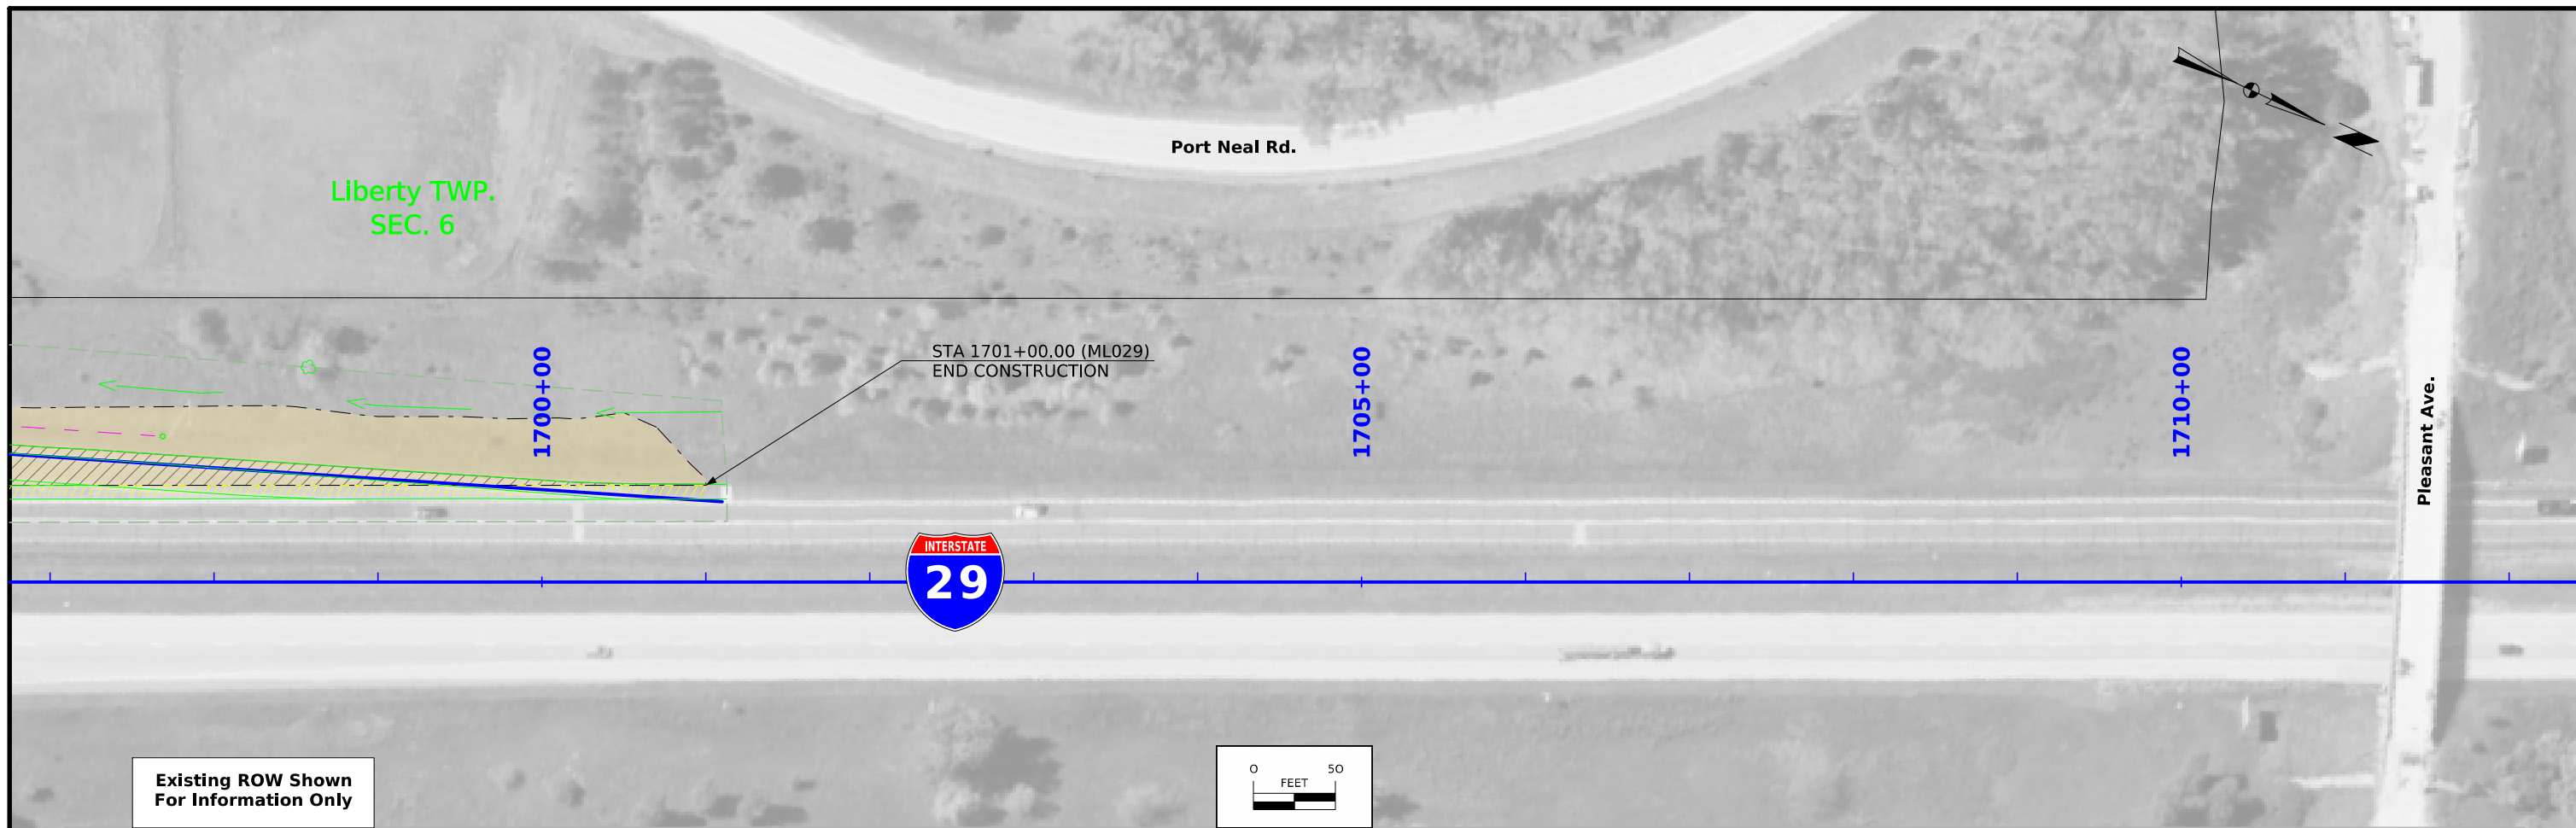 Port Neal Rd.
Liberty TWP.
SEC. 6
STA 1701+00.00 (ML029)
END CONSTRUCTION
1700+00
1705+00
1710+00
Pleasant Ave.
INTERSTATE
29
Existing ROW Shown
For Information Only
0 50
FEET